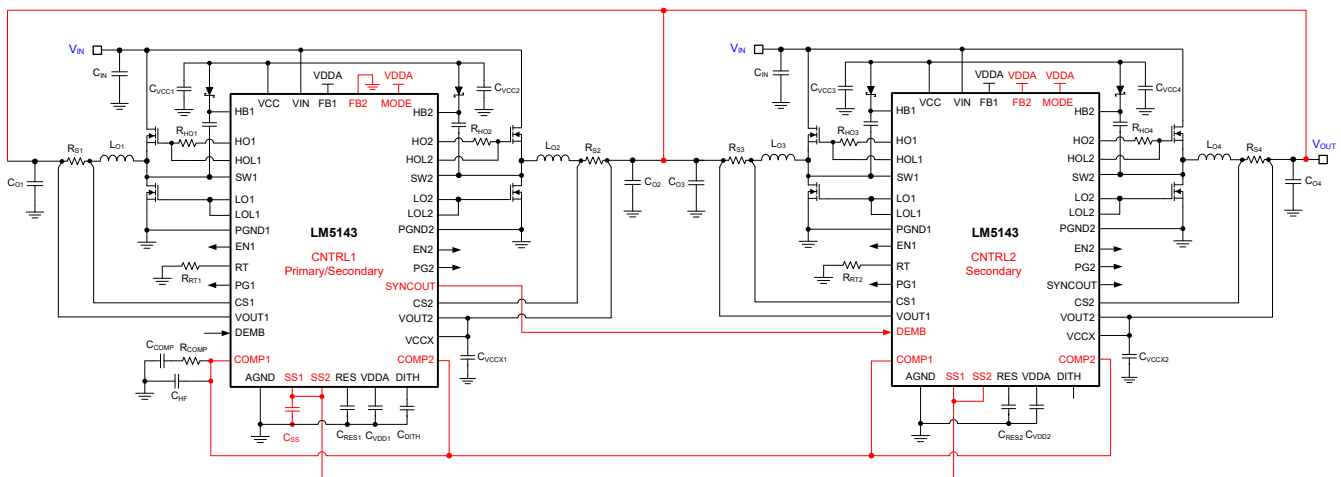 VIN
CIN
CVCC1
VDDA
VDDA
CVCC2
VCC
VIN
FB1
FB2
MODE
HB1
HB2
RHO1
HO1
HO2
RHO2
HOL1
HOL2
RS1
LO1
LO2
RS2
SW1
SW2
CO1
LO1
LO2
CO2
LOL1
LOL2
PGND1
PGND2
LM5143
EN1
EN2
CNTRL1
Primary/Secondary
RT
PG2
RRT1
PG1
SYNCOUT
CS1
CS2
VOUT1
VOUT2
DEMB
VCCX
CCOMP
RCOMP
COMP1
COMP2
CVCCX1
CHF
AGND
SS1
SS2
RES
VDDA
DITH
CSS
CRES1
CVDD1
CDITH
VIN
CIN
CVCC3
VDDA
VDDA
VDDA
CVCC4
VCC
VIN
FB1
FB2
MODE
HB1
HB2
RHO3
HO1
HO2
RHO4
HOL1
HOL2
CO3
RS3
LO3
LO4
RS4
VOUT
SW1
SW2
CO4
LO1
LO2
LOL1
LOL2
PGND1
PGND2
LM5143
EN1
EN2
CNTRL2
Secondary
RT
PG2
RRT2
PG1
SYNCOUT
CS1
CS2
VOUT1
VOUT2
DEMB
VCCX
COMP1
COMP2
CVCCX2
AGND
SS1
SS2
RES
VDDA
DITH
CRES2
CVDD2